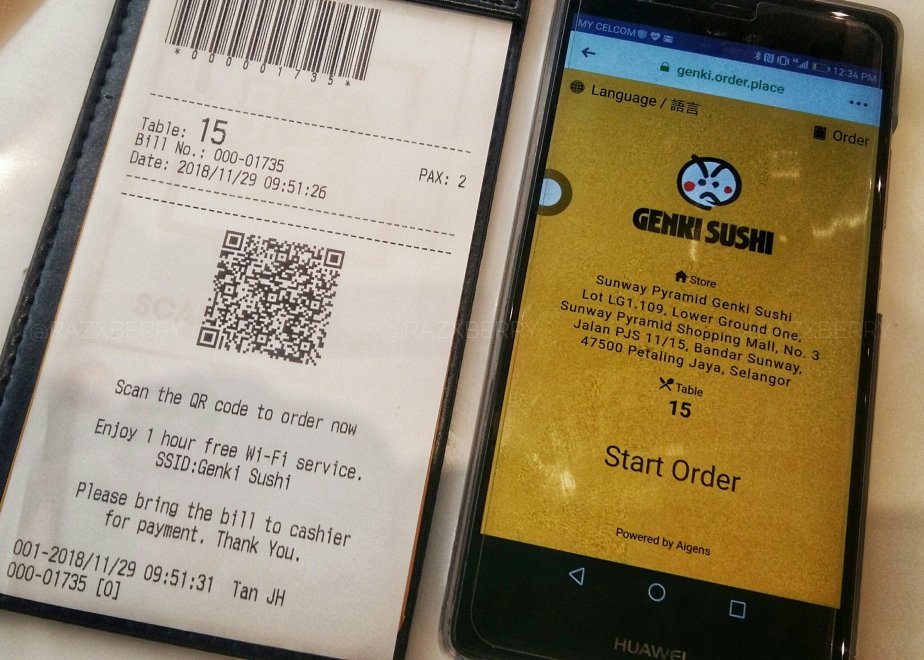 *000001735*
Table: 15
Bill No.: 000-01735
PAX: 2
Date: 2018/11/29 09:51:26
Scan the QR code to order now
Enjoy 1 hour free Wi-Fi service.
SSID:Genki Sushi
Please bring the bill to cashier
for payment. Thank You.
001-2018/11/29 09:51:31 Tan JH
000-01735 [0]
MY CELCOM
12:34 PM
genki.order.place
Language / 語言
Order
GENKI SUSHI
Store
Sunway Pyramid Genki Sushi
Lot LG1.109, Lower Ground One,
Sunway Pyramid Shopping Mall, No. 3
Jalan PJS 11/15, Bandar Sunway,
47500 Petaling Jaya, Selangor
Table
15
Start Order
Powered by Aigens
HUAWEI